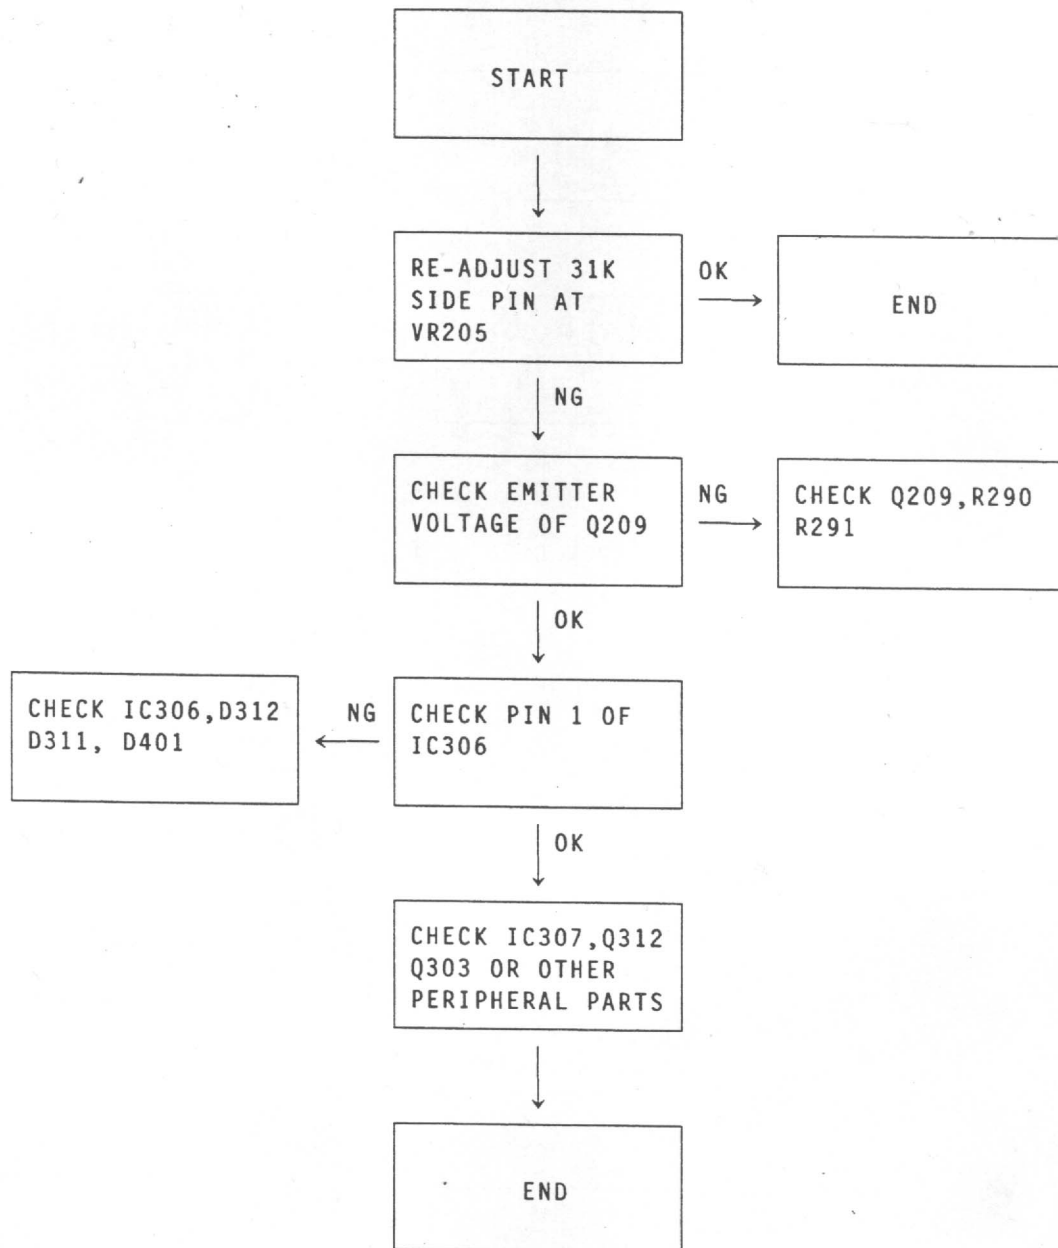 START
RE-ADJUST 31K
SIDE PIN AT
VR205
OK
END
NG
CHECK EMITTER
VOLTAGE OF Q209
NG
CHECK Q209,R290
R291
OK
CHECK IC306,D312
D311, D401
NG
CHECK PIN 1 OF
IC306
OK
CHECK IC307,Q312
Q303 OR OTHER
PERIPHERAL PARTS
END